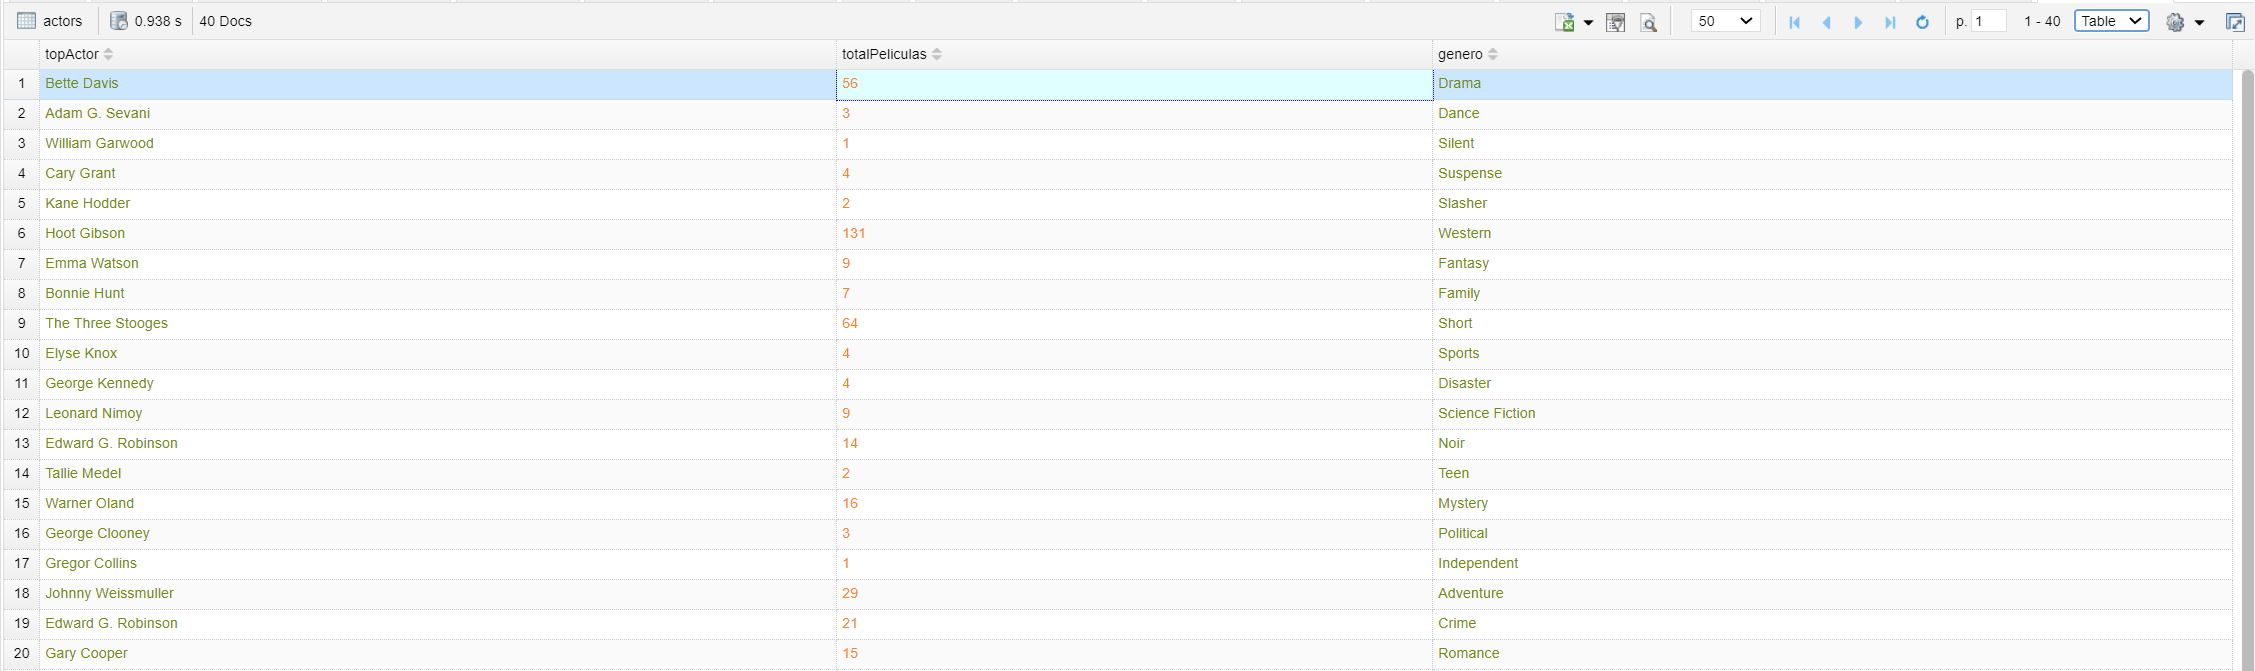 actors 0.938 s 40 Docs 50 p. 1 1 - 40 Table
topActor totalPeliculas genero
1 Bette Davis 56 Drama
2 Adam G. Sevani 3 Dance
3 William Garwood 1 Silent
4 Cary Grant 4 Suspense
5 Kane Hodder 2 Slasher
6 Hoot Gibson 131 Western
7 Emma Watson 9 Fantasy
8 Bonnie Hunt 7 Family
9 The Three Stooges 64 Short
10 Elyse Knox 4 Sports
11 George Kennedy 4 Disaster
12 Leonard Nimoy 9 Science Fiction
13 Edward G. Robinson 14 Noir
14 Tallie Medel 2 Teen
15 Warner Oland 16 Mystery
16 George Clooney 3 Political
17 Gregor Collins 1 Independent
18 Johnny Weissmuller 29 Adventure
19 Edward G. Robinson 21 Crime
20 Gary Cooper 15 Romance